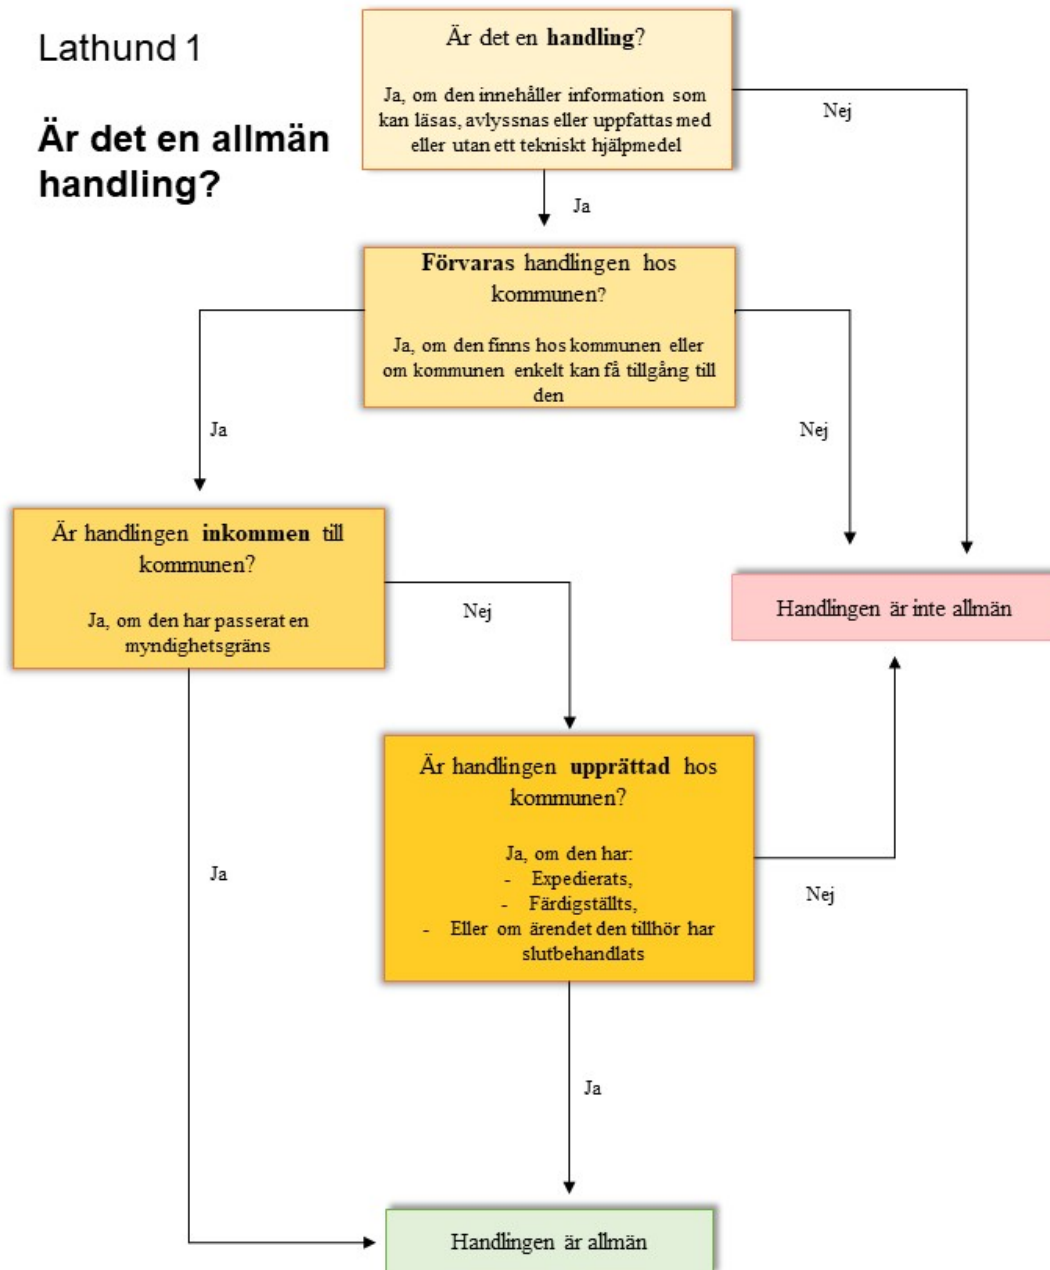 Lathund 1
Är det en allmän
handling?
Är det en handling?
Ja, om den innehåller information som
kan läsas, avlyssnas eller uppfattas med
eller utan ett tekniskt hjälpmedel
Nej
Ja
Förvaras handlingen hos
kommunen?
Ja, om den finns hos kommunen eller
om kommunen enkelt kan få tillgång till
den
Ja
Nej
Är handlingen inkommen till
kommunen?
Ja, om den har passerat en
myndighetsgräns
Nej
Handlingen är inte allmän
Är handlingen upprättad hos
kommunen?
Ja, om den har:
- Expedierats,
- Färdigställts,
- Eller om ärendet den tillhör har
slutbehandlats
Ja
Nej
Ja
Handlingen är allmän